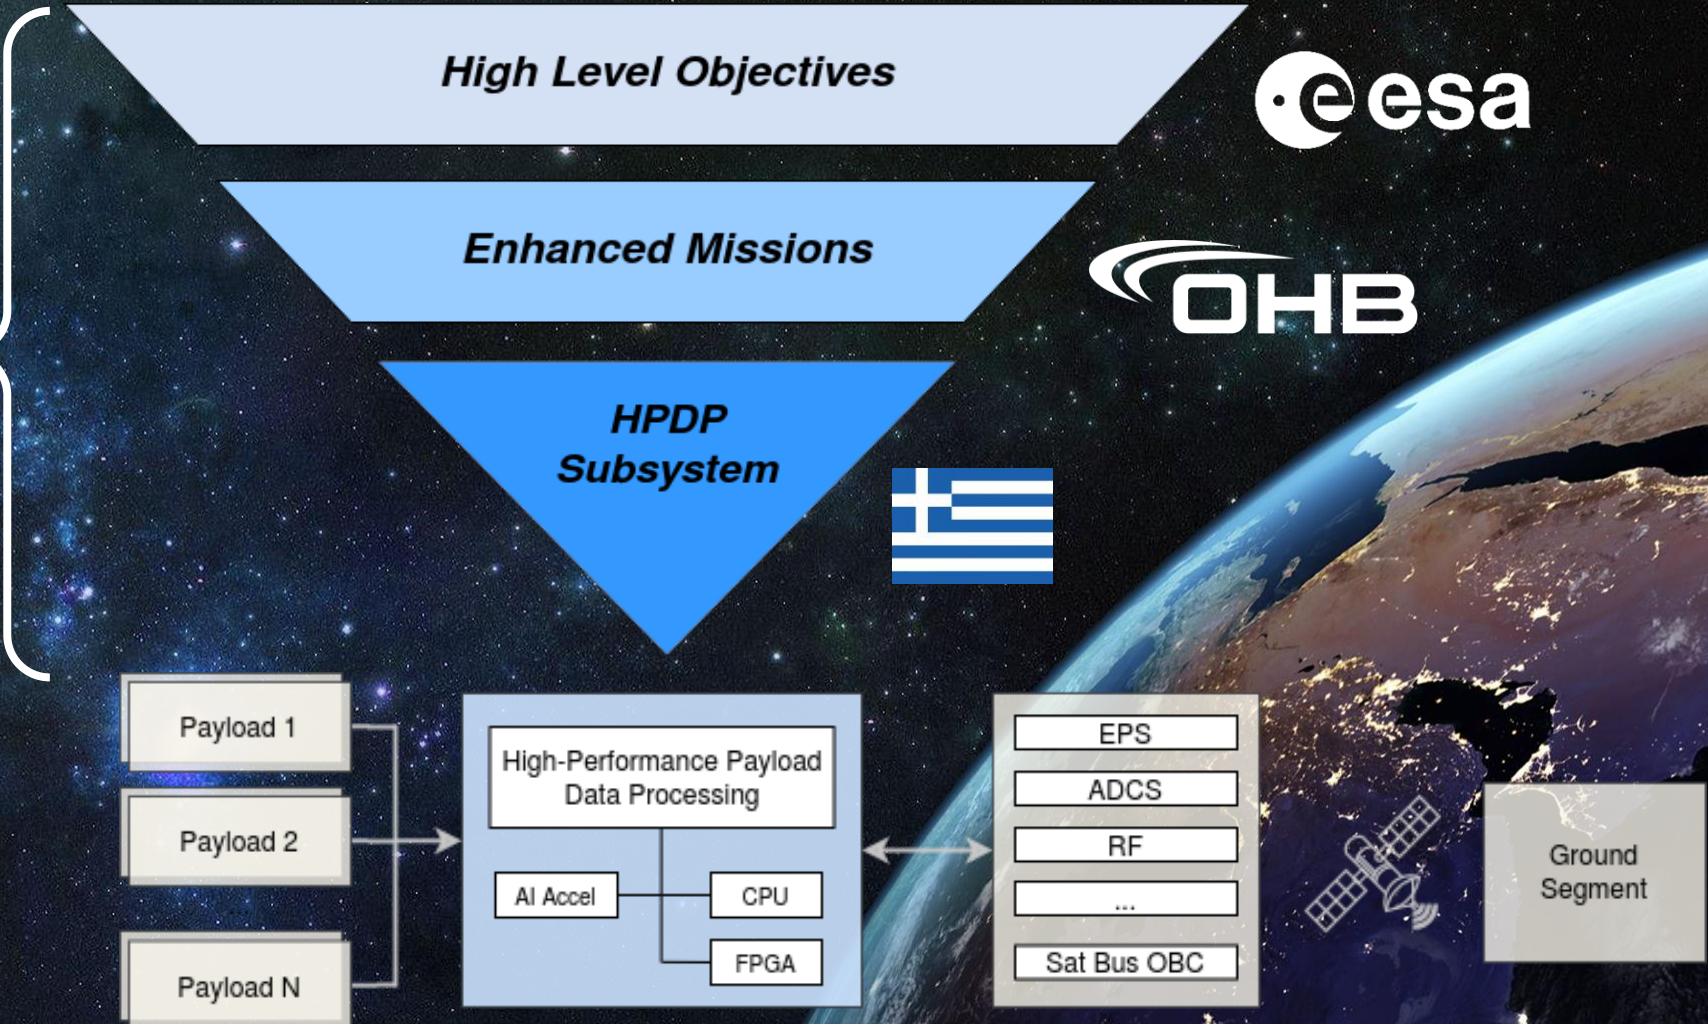 High Level Objectives
esa
Enhanced Missions
OHB
HPDP
Subsystem
Payload 1
Payload 2
Payload N
High-Performance Payload
Data Processing
AI Accel
CPU
FPGA
EPS
ADCS
RF
...
Sat Bus OBC
Ground
Segment